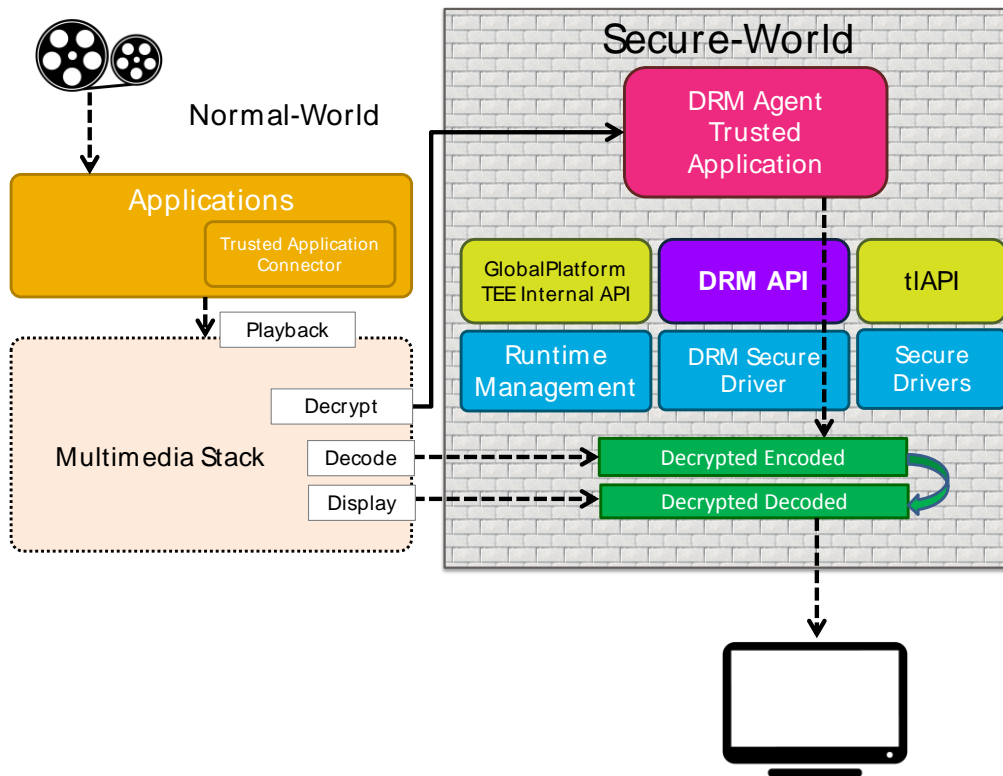 Secure-World
Normal-World
DRM Agent
Trusted
Application
Applications
Trusted Application
Connector
GlobalPlatform
TEE Internal API
DRM API
tlAPI
Playback
Runtime
Management
DRM Secure
Driver
Secure
Drivers
Decrypt
Multimedia Stack
Decode
Decrypted Encoded
Display
Decrypted Decoded